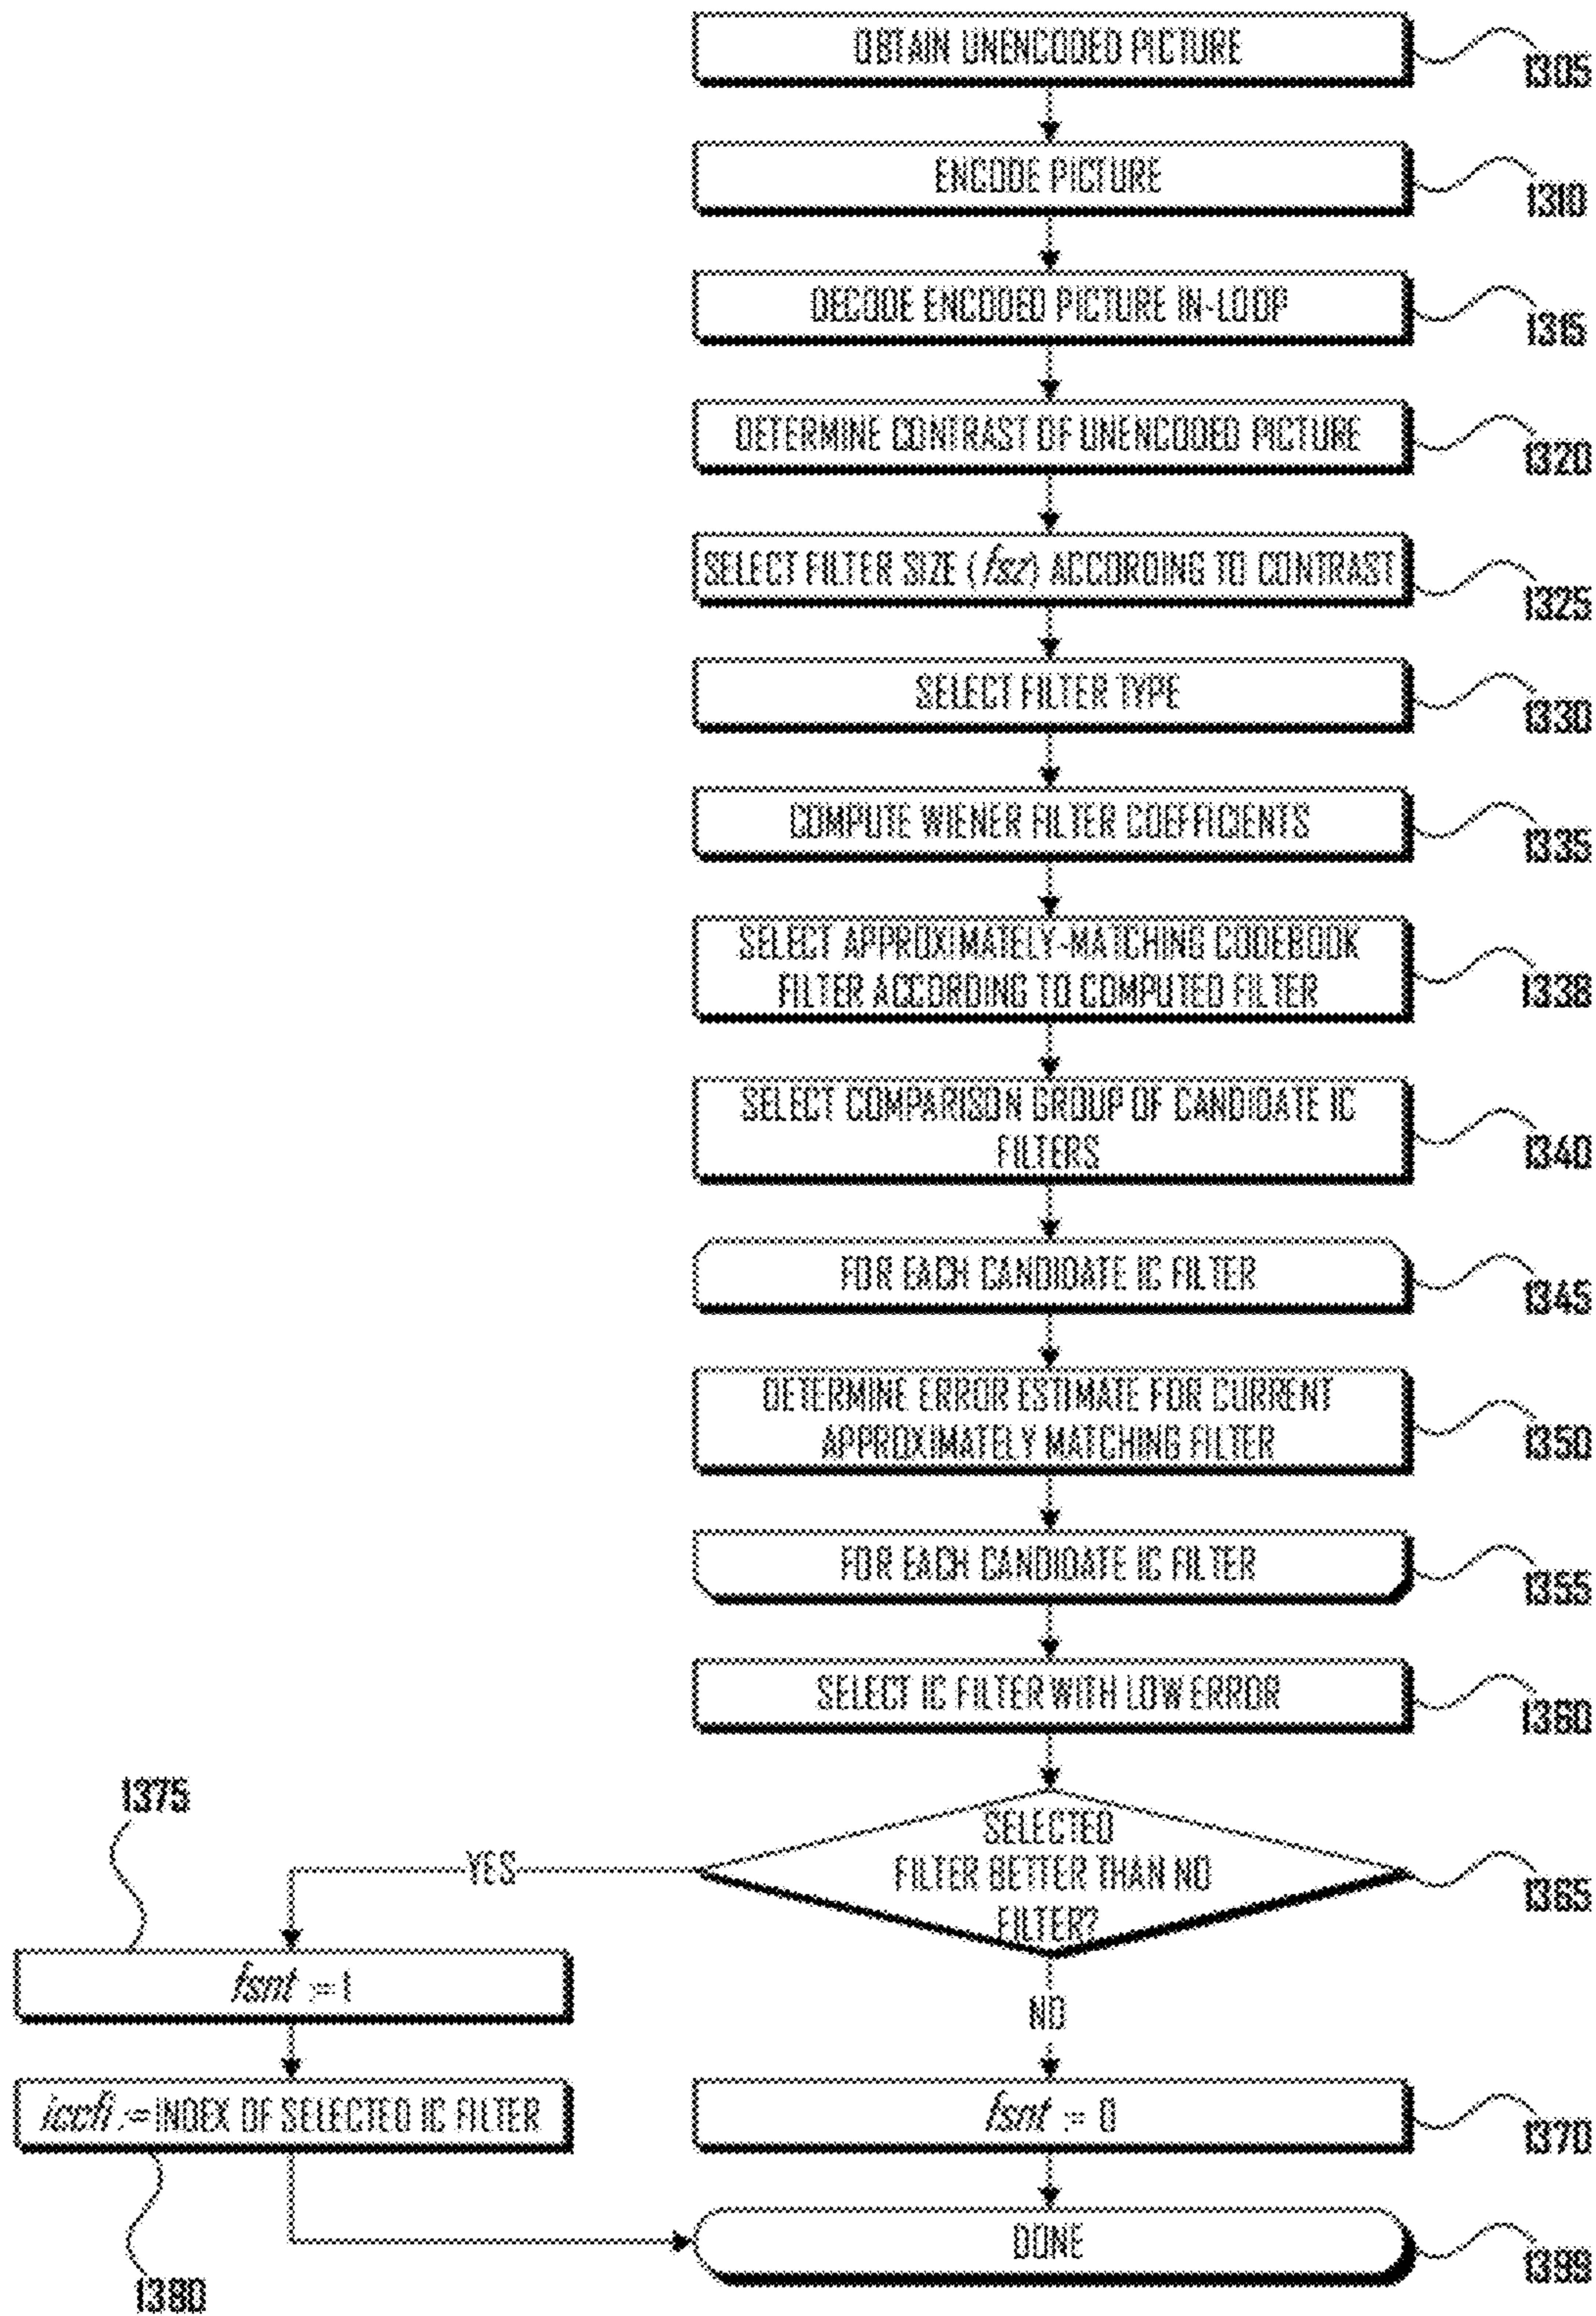 OBTAIN UNENCODED PICTURE
1305
ENCODE PICTURE
1310
DECODE ENCODED PICTURE IN-LOOP
1315
DETERMINE CONTRAST OF UNENCODED PICTURE
1320
SELECT FILTER SIZE (fsz) ACCORDING TO CONTRAST
1325
SELECT FILTER TYPE
1330
COMPUTE WIENER FILTER COEFFICIENTS
1335
SELECT APPROXIMATELY-MATCHING CODEBOOK
FILTER ACCORDING TO COMPUTED FILTER
1338
SELECT COMPARISON GROUP OF CANDIDATE IC
FILTERS
1340
FOR EACH CANDIDATE IC FILTER
1345
DETERMINE ERROR ESTIMATE FOR CURRENT
APPROXIMATELY MATCHING FILTER
1350
FOR EACH CANDIDATE IC FILTER
1355
SELECT IC FILTER WITH LOW ERROR
1360
SELECTED
FILTER BETTER THAN NO
FILTER?
1365
YES
1375
fsnt := 1
NO
iccfi := INDEX OF SELECTED IC FILTER
1380
fsnt := 0
1370
DONE
1399